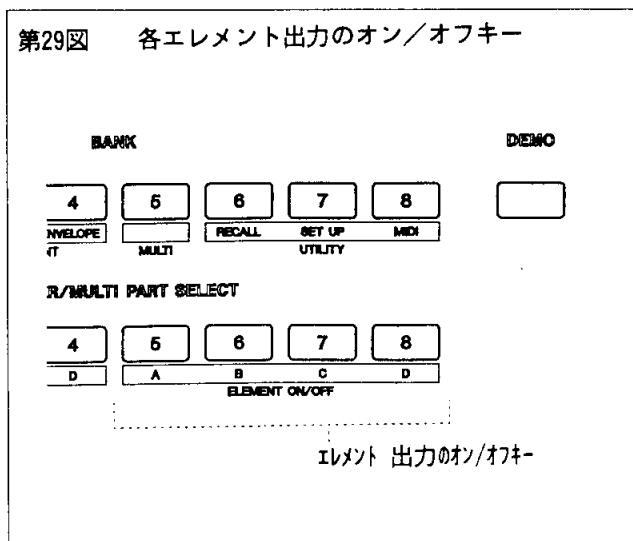 第29図　各エレメント出力のオン／オフキー
BANK DEMO
4 5 6 7 8
NVELOPE RECALL SET UP MIDI
NT MULTI UTILITY
R/MULTI PART SELECT
4 5 6 7 8
D A B C D
ELEMENT ON/OFF
エレメント 出力のオン/オフキー